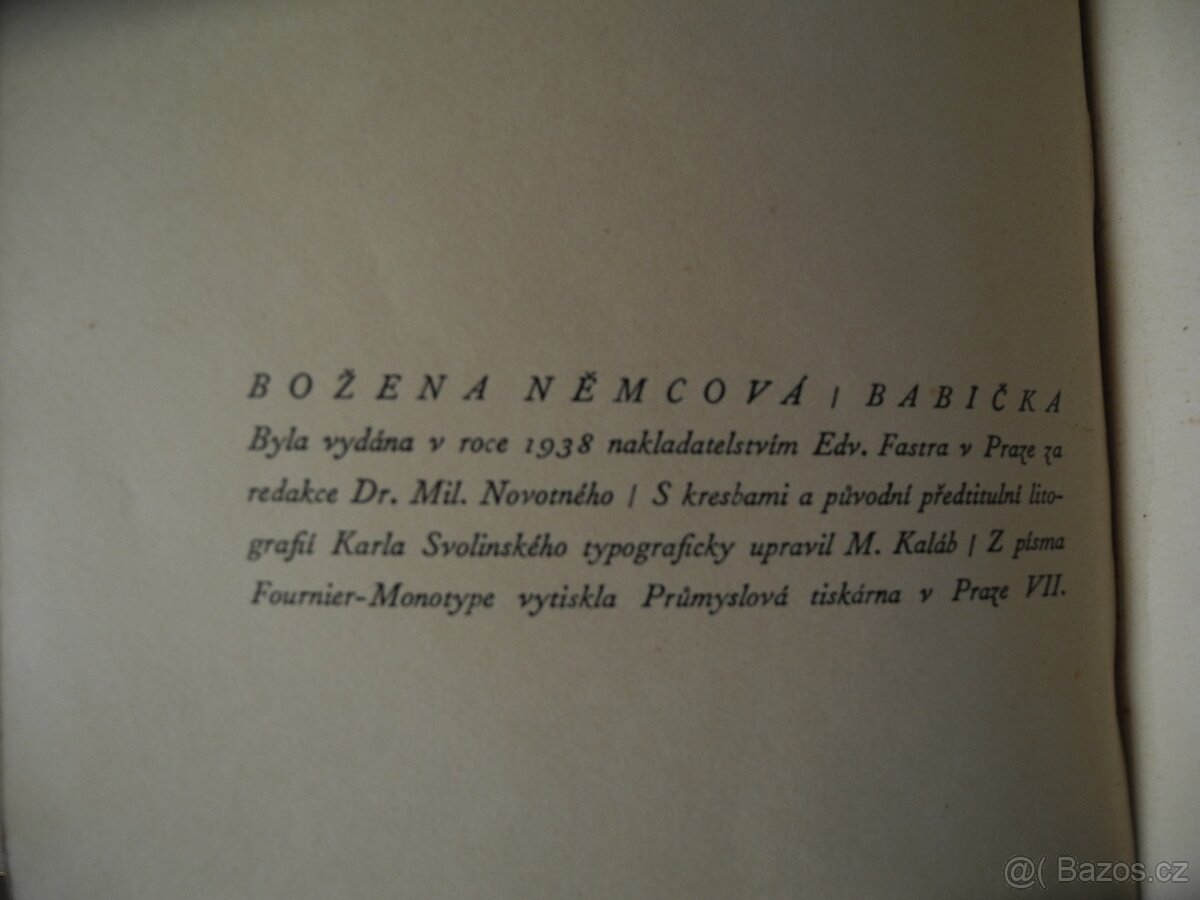 BOŽENA NĚMCOVÁ / BABIČKA
Byla vydána v roce 1938 nakladatelstvím Edv. Fastra v Praze za
redakce Dr. Mil. Novotného / S kresbami a původní předtitulní lito-
grafií Karla Svolinského typograficky upravil M. Kaláb / Z písma
Fournier-Monotype vytiskla Průmyslová tiskárna v Praze VII.
@( Bazos.cz